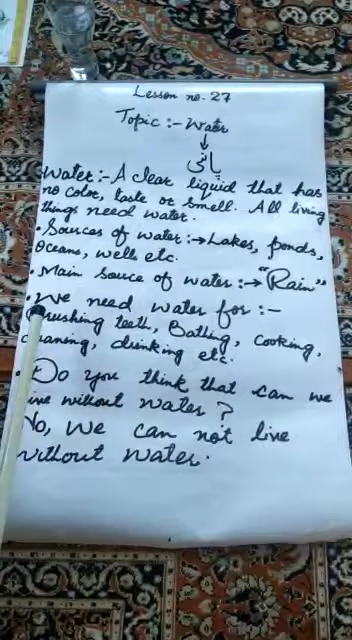 Lesson no. 27
Topic :- Water
↓
پانی
Water :- A clear liquid that has
no color, taste or smell. All living
things need water.
• Sources of water :→ Lakes, ponds,
Oceans, wells etc.
• Main source of water :→ "Rain"
• We need water for :-
Brushing teeth, Bathing, cooking,
cleaning, drinking etc.
• Do you think that can we
live without water ?
No, we can not live
without water.